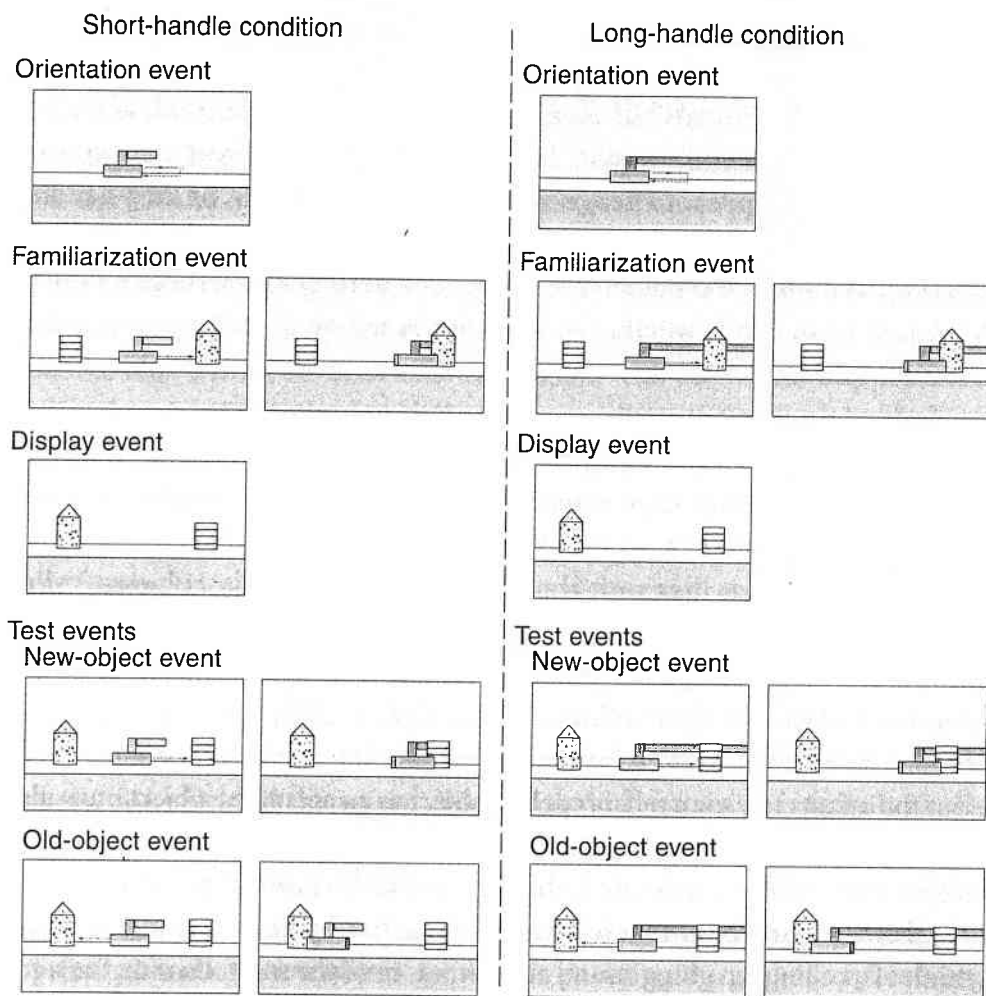 Short-handle condition
Orientation event
Familiarization event
Display event
Test events
New-object event
Old-object event
Long-handle condition
Orientation event
Familiarization event
Display event
Test events
New-object event
Old-object event